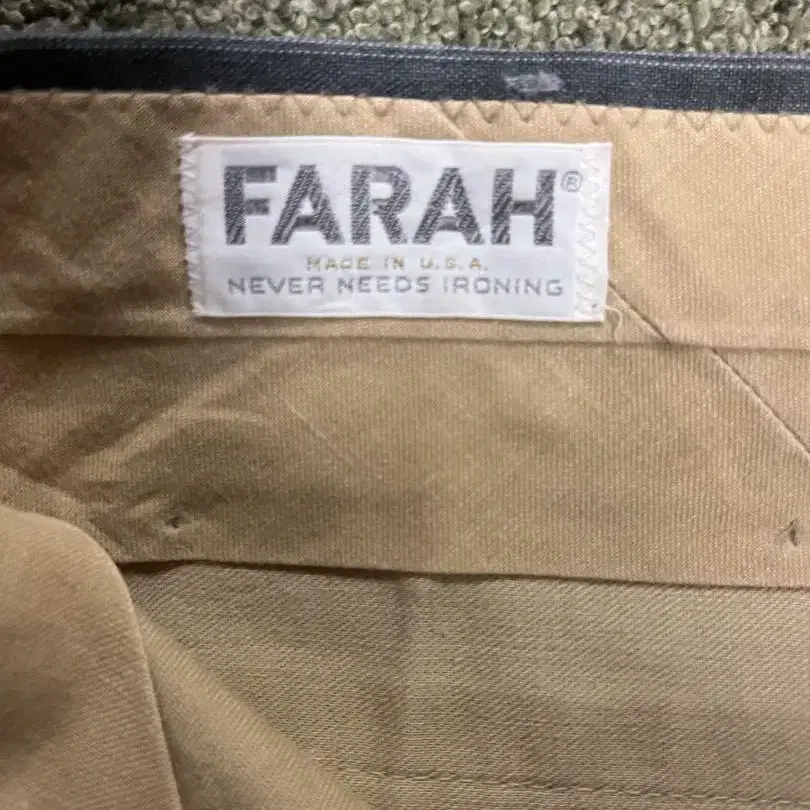 FARAH®
MADE IN U.S.A.
NEVER NEEDS IRONING